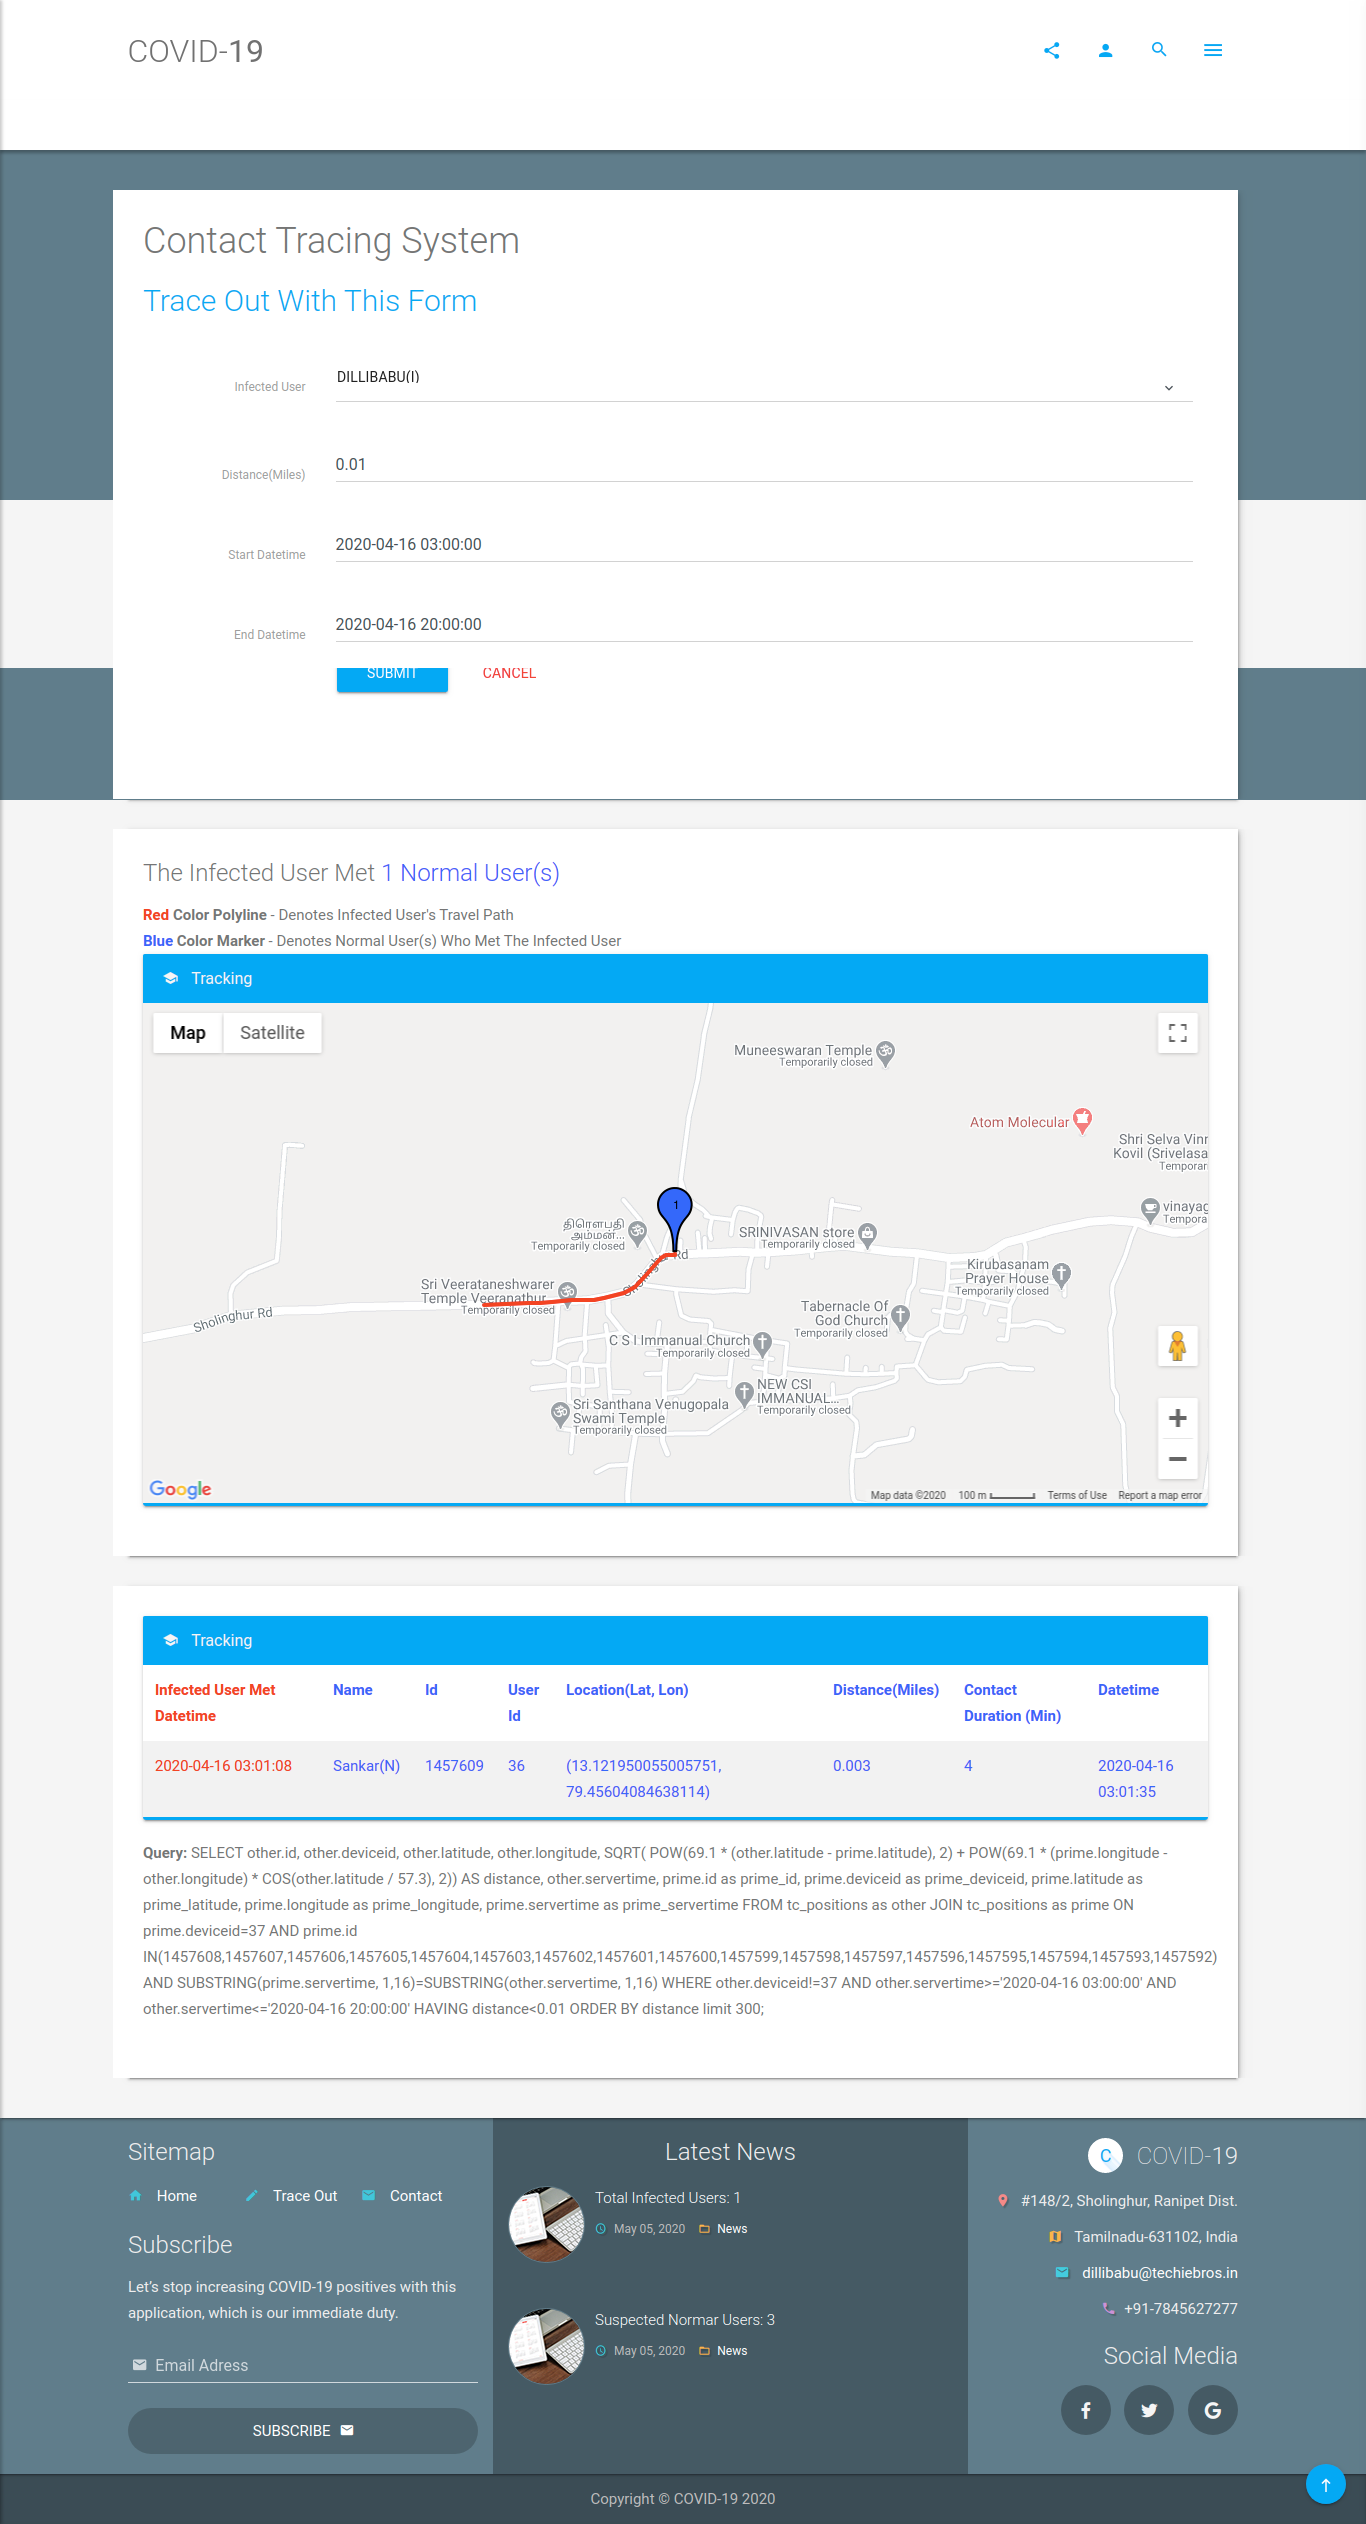 COVID-19
Contact Tracing System
Trace Out With This Form
Infected User
DILLIBABU(I)
Distance(Miles)
0.01
Start Datetime
2020-04-16 03:00:00
End Datetime
2020-04-16 20:00:00
SUBMIT CANCEL
The Infected User Met 1 Normal User(s)
Red Color Polyline - Denotes Infected User's Travel Path
Blue Color Marker - Denotes Normal User(s) Who Met The Infected User
Tracking
Map Satellite
Muneeswaran Temple
Temporarily closed
Atom Molecular
Shri Selva Vinr
Kovil (Srivelasa
Temporar
vinayag
Tempora
1
திரௌபதி
அம்மன்...
Temporarily closed
SRINIVASAN store
Temporarily closed
Sholinghur Rd
Kirubasanam
Prayer House
Temporarily closed
Sri Veerataneshwarer
Temple Veeranathur
Temporarily closed
Sholinghur Rd
Tabernacle Of
God Church
Temporarily closed
C S I Immanual Church
Temporarily closed
NEW CSI
IMMANUAL...
Temporarily closed
Sri Santhana Venugopala
Swami Temple
Temporarily closed
Google
Map data ©2020 100 m Terms of Use Report a map error
Tracking
Infected User Met Name Id User Location(Lat, Lon) Distance(Miles) Contact Datetime
Datetime Id Duration (Min)
2020-04-16 03:01:08 Sankar(N) 1457609 36 (13.121950055005751, 0.003 4 2020-04-16
79.45604084638114) 03:01:35
Query: SELECT other.id, other.deviceid, other.latitude, other.longitude, SQRT( POW(69.1 * (other.latitude - prime.latitude), 2) + POW(69.1 * (prime.longitude -
other.longitude) * COS(other.latitude / 57.3), 2)) AS distance, other.servertime, prime.id as prime_id, prime.deviceid as prime_deviceid, prime.latitude as
prime_latitude, prime.longitude as prime_longitude, prime.servertime as prime_servertime FROM tc_positions as other JOIN tc_positions as prime ON
prime.deviceid=37 AND prime.id
IN(1457608,1457607,1457606,1457605,1457604,1457603,1457602,1457601,1457600,1457599,1457598,1457597,1457596,1457595,1457594,1457593,1457592)
AND SUBSTRING(prime.servertime, 1,16)=SUBSTRING(other.servertime, 1,16) WHERE other.deviceid!=37 AND other.servertime>='2020-04-16 03:00:00' AND
other.servertime<='2020-04-16 20:00:00' HAVING distance<0.01 ORDER BY distance limit 300;
Sitemap
Home Trace Out Contact
Subscribe
Let's stop increasing COVID-19 positives with this
application, which is our immediate duty.
Email Adress
SUBSCRIBE
Latest News
Total Infected Users: 1
May 05, 2020 News
Suspected Normar Users: 3
May 05, 2020 News
C COVID-19
#148/2, Sholinghur, Ranipet Dist.
Tamilnadu-631102, India
dillibabu@techiebros.in
+91-7845627277
Social Media
Copyright © COVID-19 2020